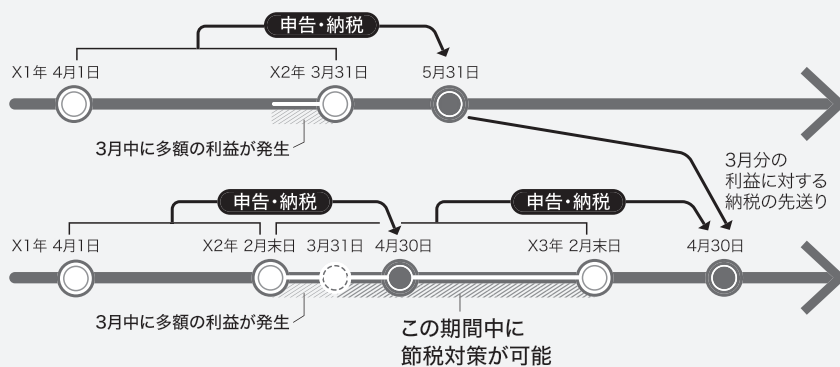 申告・納税
X1年 4月1日
X2年 3月31日
5月31日
3月中に多額の利益が発生
3月分の
利益に対する
納税の先送り
申告・納税
申告・納税
X1年 4月1日
X2年 2月末日
3月31日
4月30日
X3年 2月末日
4月30日
3月中に多額の利益が発生
この期間中に
節税対策が可能